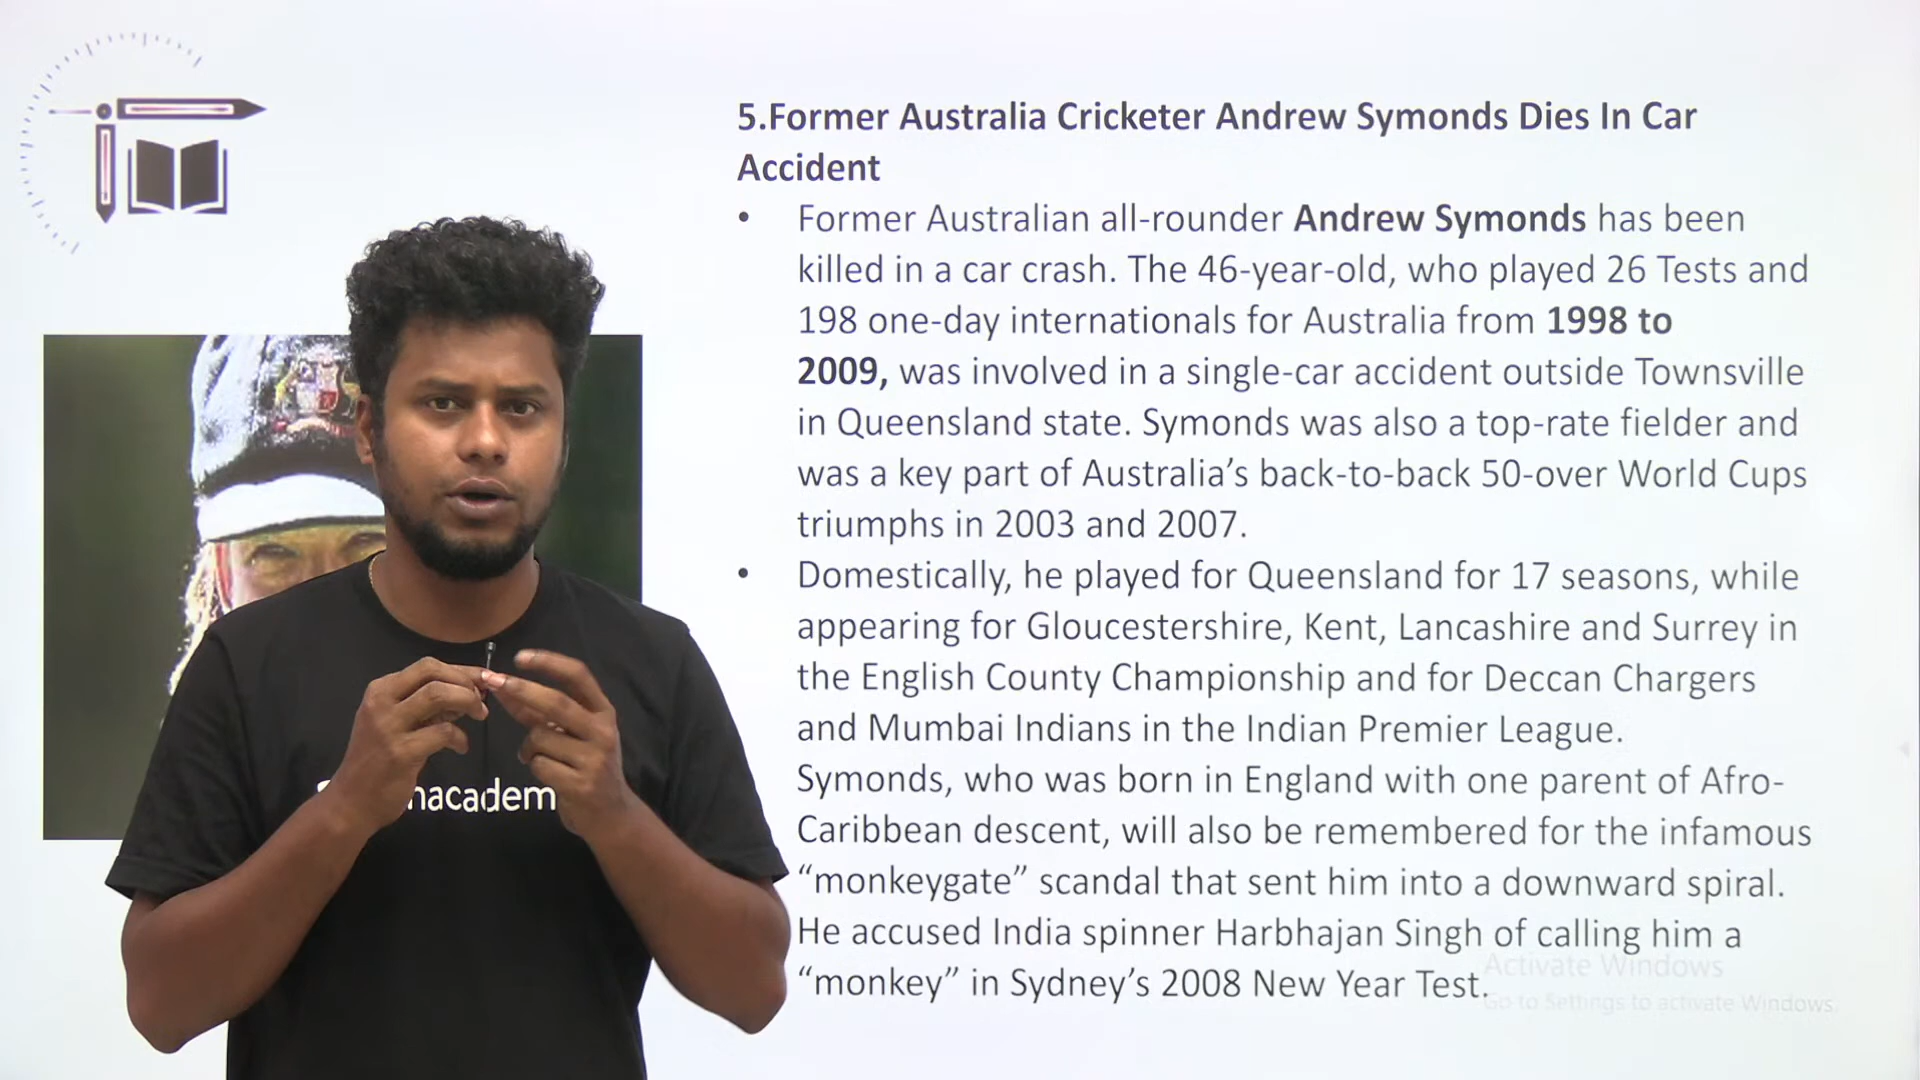 5.Former Australia Cricketer Andrew Symonds Dies In Car
Accident
• Former Australian all-rounder Andrew Symonds has been
killed in a car crash. The 46-year-old, who played 26 Tests and
198 one-day internationals for Australia from 1998 to
2009, was involved in a single-car accident outside Townsville
in Queensland state. Symonds was also a top-rate fielder and
was a key part of Australia’s back-to-back 50-over World Cups
triumphs in 2003 and 2007.
• Domestically, he played for Queensland for 17 seasons, while
appearing for Gloucestershire, Kent, Lancashire and Surrey in
the English County Championship and for Deccan Chargers
and Mumbai Indians in the Indian Premier League.
Symonds, who was born in England with one parent of Afro-
Caribbean descent, will also be remembered for the infamous
“monkeygate” scandal that sent him into a downward spiral.
He accused India spinner Harbhajan Singh of calling him a
“monkey” in Sydney’s 2008 New Year Test.
Activate Windows
Go to Settings to activate Windows.